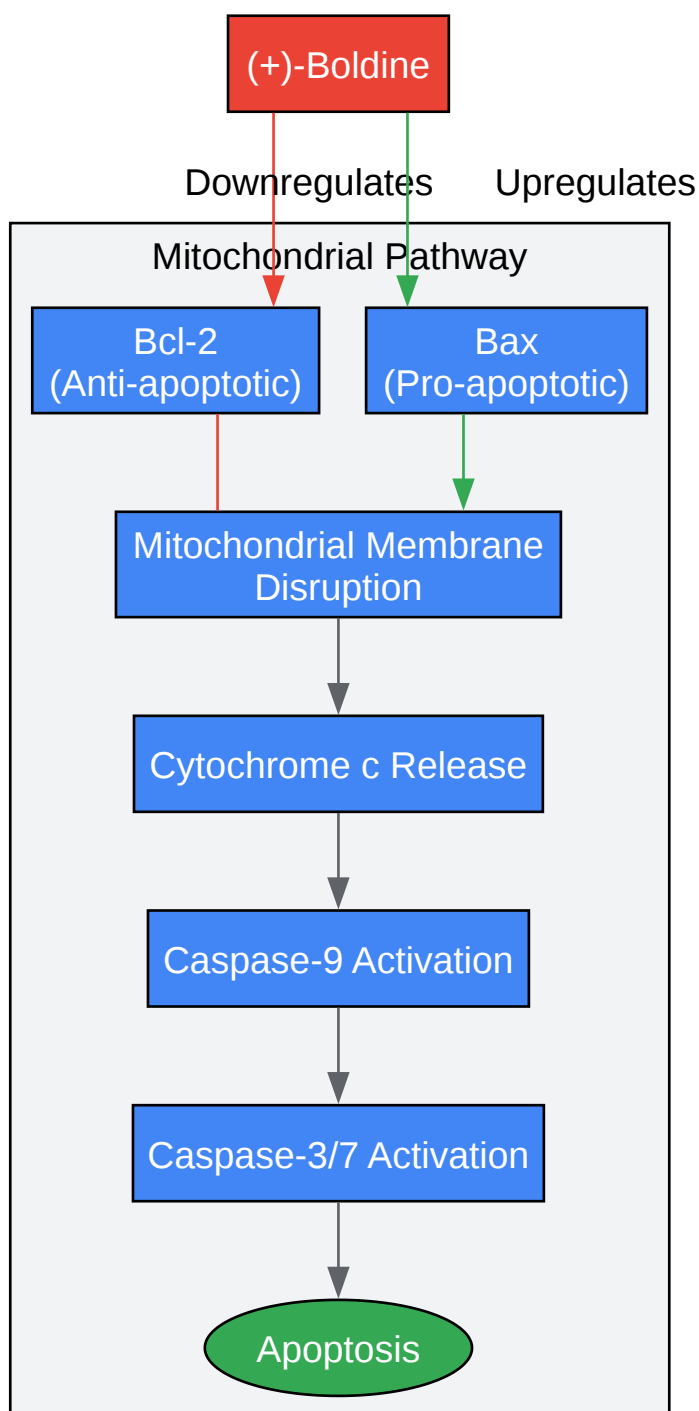 (+)-Boldine
Downregulates
Upregulates
Mitochondrial Pathway
Bcl-2
(Anti-apoptotic)
Bax
(Pro-apoptotic)
Mitochondrial Membrane
Disruption
Cytochrome c Release
Caspase-9 Activation
Caspase-3/7 Activation
Apoptosis